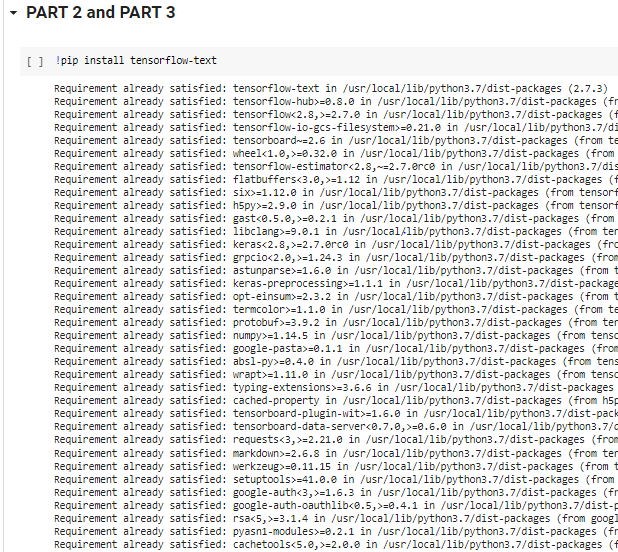 PART 2 and PART 3
[ ] !pip install tensorflow-text
Requirement already satisfied: tensorflow-text in /usr/local/lib/python3.7/dist-packages (2.7.3)
Requirement already satisfied: tensorflow-hub>=0.8.0 in /usr/local/lib/python3.7/dist-packages (fr
Requirement already satisfied: tensorflow<2.8,>=2.7.0 in /usr/local/lib/python3.7/dist-packages (f
Requirement already satisfied: tensorflow-io-gcs-filesystem>=0.21.0 in /usr/local/lib/python3.7/di
Requirement already satisfied: tensorboard~=2.6 in /usr/local/lib/python3.7/dist-packages (from te
Requirement already satisfied: wheel<1.0,>=0.32.0 in /usr/local/lib/python3.7/dist-packages (from
Requirement already satisfied: tensorflow-estimator<2.8,~=2.7.0rc0 in /usr/local/lib/python3.7/dis
Requirement already satisfied: flatbuffers<3.0,>=1.12 in /usr/local/lib/python3.7/dist-packages (f
Requirement already satisfied: six>=1.12.0 in /usr/local/lib/python3.7/dist-packages (from tensorf
Requirement already satisfied: h5py>=2.9.0 in /usr/local/lib/python3.7/dist-packages (from tensorf
Requirement already satisfied: gast<0.5.0,>=0.2.1 in /usr/local/lib/python3.7/dist-packages (from
Requirement already satisfied: libclang>=9.0.1 in /usr/local/lib/python3.7/dist-packages (from ter
Requirement already satisfied: keras<2.8,>=2.7.0rc0 in /usr/local/lib/python3.7/dist-packages (frc
Requirement already satisfied: grpcio<2.0,>=1.24.3 in /usr/local/lib/python3.7/dist-packages (from
Requirement already satisfied: astunparse>=1.6.0 in /usr/local/lib/python3.7/dist-packages (from t
Requirement already satisfied: keras-preprocessing>=1.1.1 in /usr/local/lib/python3.7/dist-package
Requirement already satisfied: opt-einsum>=2.3.2 in /usr/local/lib/python3.7/dist-packages (from t
Requirement already satisfied: termcolor>=1.1.0 in /usr/local/lib/python3.7/dist-packages (from te
Requirement already satisfied: protobuf>=3.9.2 in /usr/local/lib/python3.7/dist-packages (from ten
Requirement already satisfied: numpy>=1.14.5 in /usr/local/lib/python3.7/dist-packages (from tensc
Requirement already satisfied: google-pasta>=0.1.1 in /usr/local/lib/python3.7/dist-packages (from
Requirement already satisfied: absl-py>=0.4.0 in /usr/local/lib/python3.7/dist-packages (from tens
Requirement already satisfied: wrapt>=1.11.0 in /usr/local/lib/python3.7/dist-packages (from tensc
Requirement already satisfied: typing-extensions>=3.6.6 in /usr/local/lib/python3.7/dist-packages
Requirement already satisfied: cached-property in /usr/local/lib/python3.7/dist-packages (from h5p
Requirement already satisfied: tensorboard-plugin-wit>=1.6.0 in /usr/local/lib/python3.7/dist-pack
Requirement already satisfied: tensorboard-data-server<0.7.0,>=0.6.0 in /usr/local/lib/python3.7/d
Requirement already satisfied: requests<3,>=2.21.0 in /usr/local/lib/python3.7/dist-packages (from
Requirement already satisfied: markdown>=2.6.8 in /usr/local/lib/python3.7/dist-packages (from ter
Requirement already satisfied: werkzeug>=0.11.15 in /usr/local/lib/python3.7/dist-packages (from t
Requirement already satisfied: setuptools>=41.0.0 in /usr/local/lib/python3.7/dist-packages (from
Requirement already satisfied: google-auth<3,>=1.6.3 in /usr/local/lib/python3.7/dist-packages (fr
Requirement already satisfied: google-auth-oauthlib<0.5,>=0.4.1 in /usr/local/lib/python3.7/dist-p
Requirement already satisfied: rsa<5,>=3.1.4 in /usr/local/lib/python3.7/dist-packages (from googl
Requirement already satisfied: pyasn1-modules>=0.2.1 in /usr/local/lib/python3.7/dist-packages (fr
Requirement already satisfied: cachetools<5.0,>=2.0.0 in /usr/local/lib/python3.7/dist-packages (f